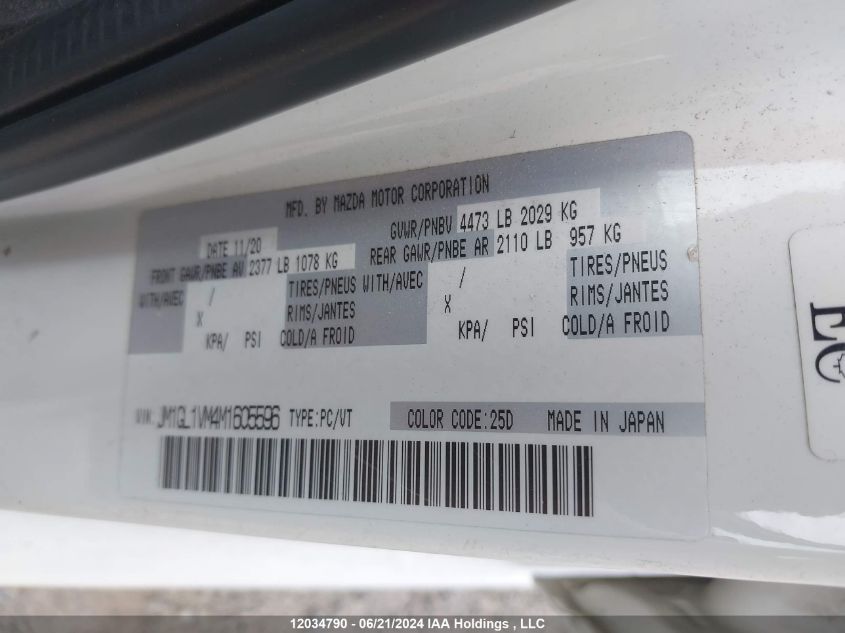 MFD. BY MAZDA MOTOR CORPORATION
DATE 11/20 GVWR/PNBV 4473 LB 2029 KG
FRONT GAWR/PNBE AV 2377 LB 1078 KG REAR GAWR/PNBE AR 2110 LB 957 KG
WITH/AVEC / TIRES/PNEUS WITH/AVEC / TIRES/PNEUS
X RIMS/JANTES X RIMS/JANTES
KPA/ PSI COLD/A FROID KPA/ PSI COLD/A FROID
VIN: JM1GL1VM4M1605596 TYPE:PC/VT COLOR CODE:25D MADE IN JAPAN
EC
12034790 - 06/21/2024 IAA Holdings , LLC